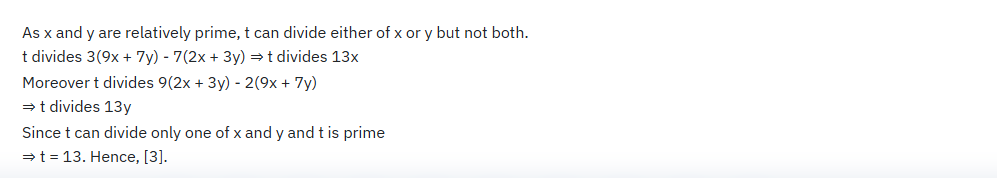 As x and y are relatively prime, t can divide either of x or y but not both.
t divides 3(9x + 7y) - 7(2x + 3y) ⇒ t divides 13x
Moreover t divides 9(2x + 3y) - 2(9x + 7y)
⇒ t divides 13y
Since t can divide only one of x and y and t is prime
⇒ t = 13. Hence, [3].